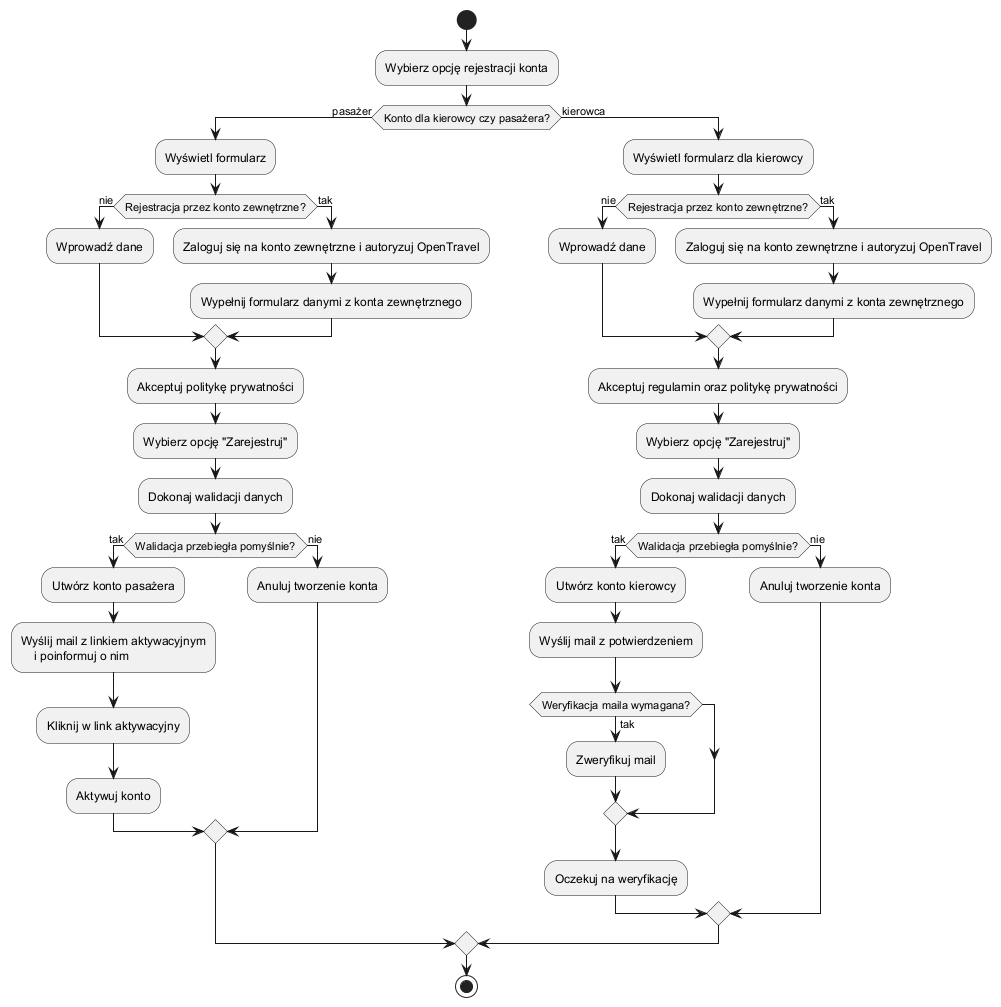 Wybierz opcję rejestracji konta
pasażer
Konto dla kierowcy czy pasażera?
kierowca
Wyświetl formularz
nie
Rejestracja przez konto zewnętrzne?
tak
Wprowadź dane
Zaloguj się na konto zewnętrzne i autoryzuj OpenTravel
Wypełnij formularz danymi z konta zewnętrznego
Akceptuj politykę prywatności
Wybierz opcję "Zarejestruj"
Dokonaj walidacji danych
tak
Walidacja przebiegła pomyślnie?
nie
Utwórz konto pasażera
Anuluj tworzenie konta
Wyślij mail z linkiem aktywacyjnym
i poinformuj o nim
Kliknij w link aktywacyjny
Aktywuj konto
Wyświetl formularz dla kierowcy
nie
Rejestracja przez konto zewnętrzne?
tak
Wprowadź dane
Zaloguj się na konto zewnętrzne i autoryzuj OpenTravel
Wypełnij formularz danymi z konta zewnętrznego
Akceptuj regulamin oraz politykę prywatności
Wybierz opcję "Zarejestruj"
Dokonaj walidacji danych
tak
Walidacja przebiegła pomyślnie?
nie
Utwórz konto kierowcy
Anuluj tworzenie konta
Wyślij mail z potwierdzeniem
Weryfikacja maila wymagana?
tak
Zweryfikuj mail
Oczekuj na weryfikację